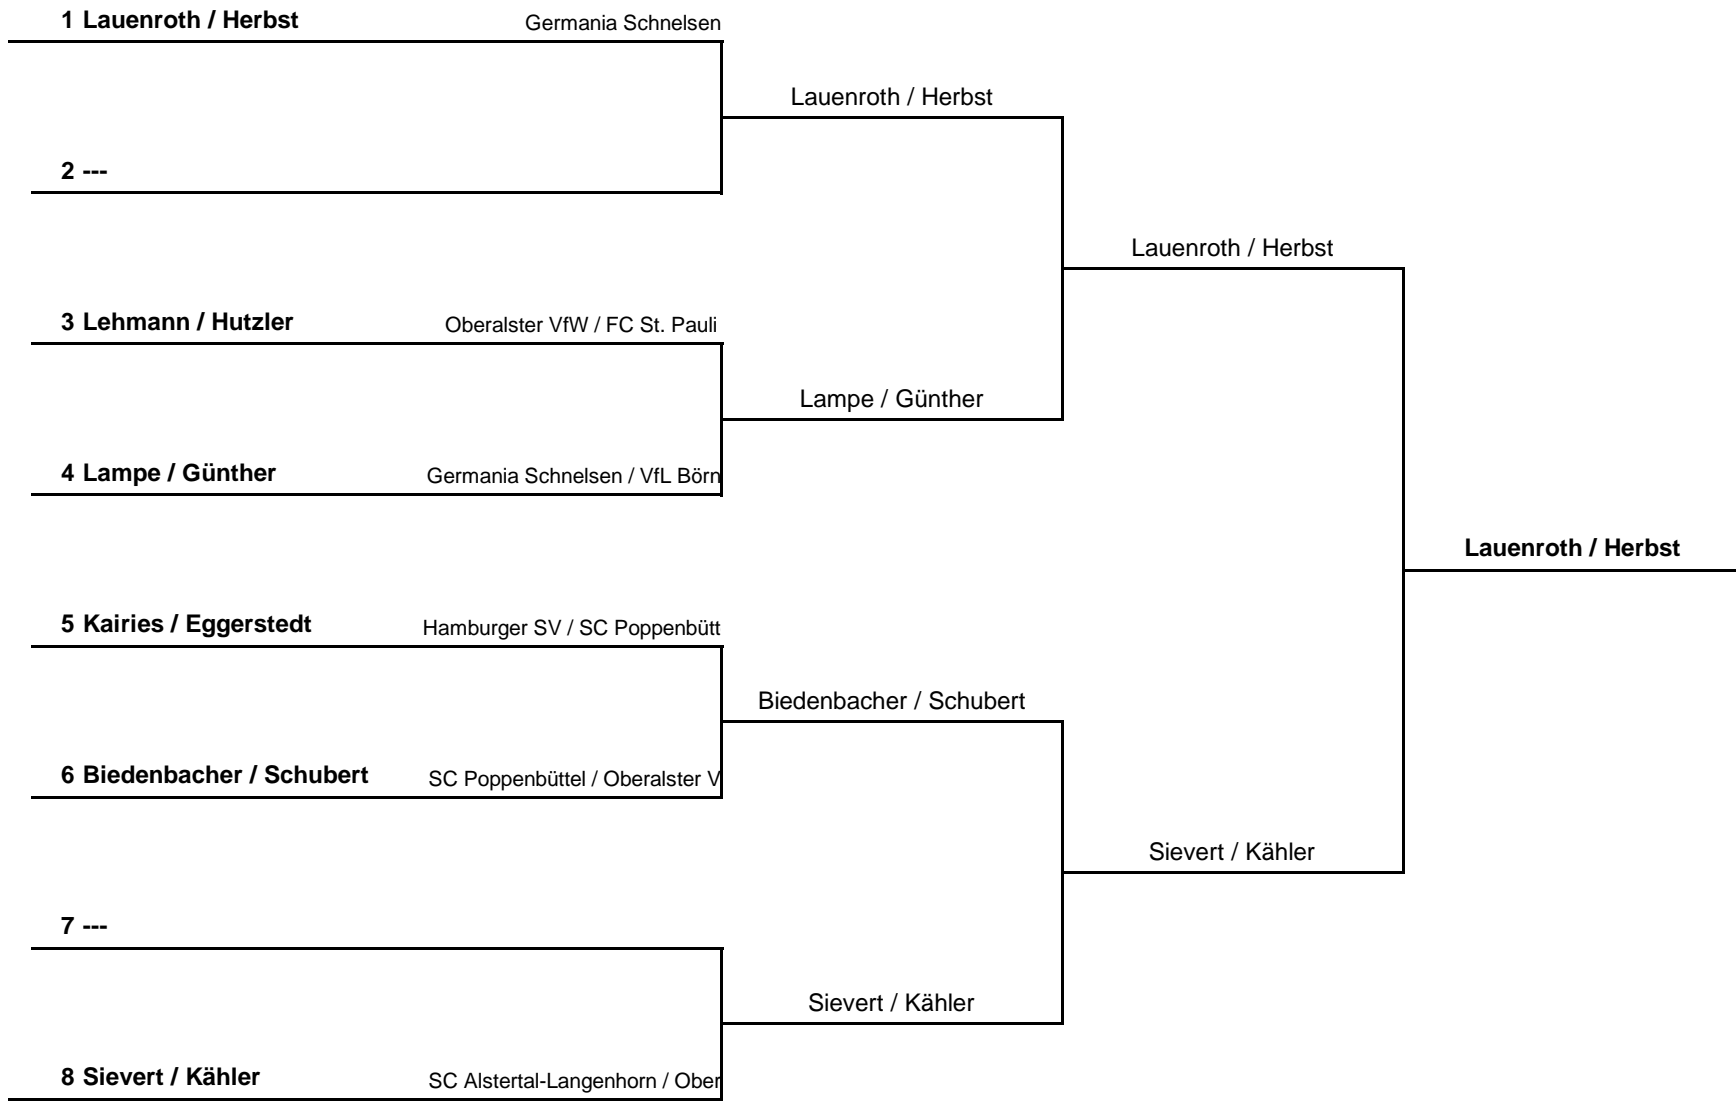 1 Lauenroth / Herbst Germania Schnelsen
Lauenroth / Herbst
2 ---
Lauenroth / Herbst
3 Lehmann / Hutzler Oberalster VfW / FC St. Pauli
Lampe / Günther
4 Lampe / Günther Germania Schnelsen / VfL Börn
Lauenroth / Herbst
5 Kairies / Eggerstedt Hamburger SV / SC Poppenbütt
Biedenbacher / Schubert
6 Biedenbacher / Schubert SC Poppenbüttel / Oberalster V
Sievert / Kähler
7 ---
Sievert / Kähler
8 Sievert / Kähler SC Alstertal-Langenhorn / Ober